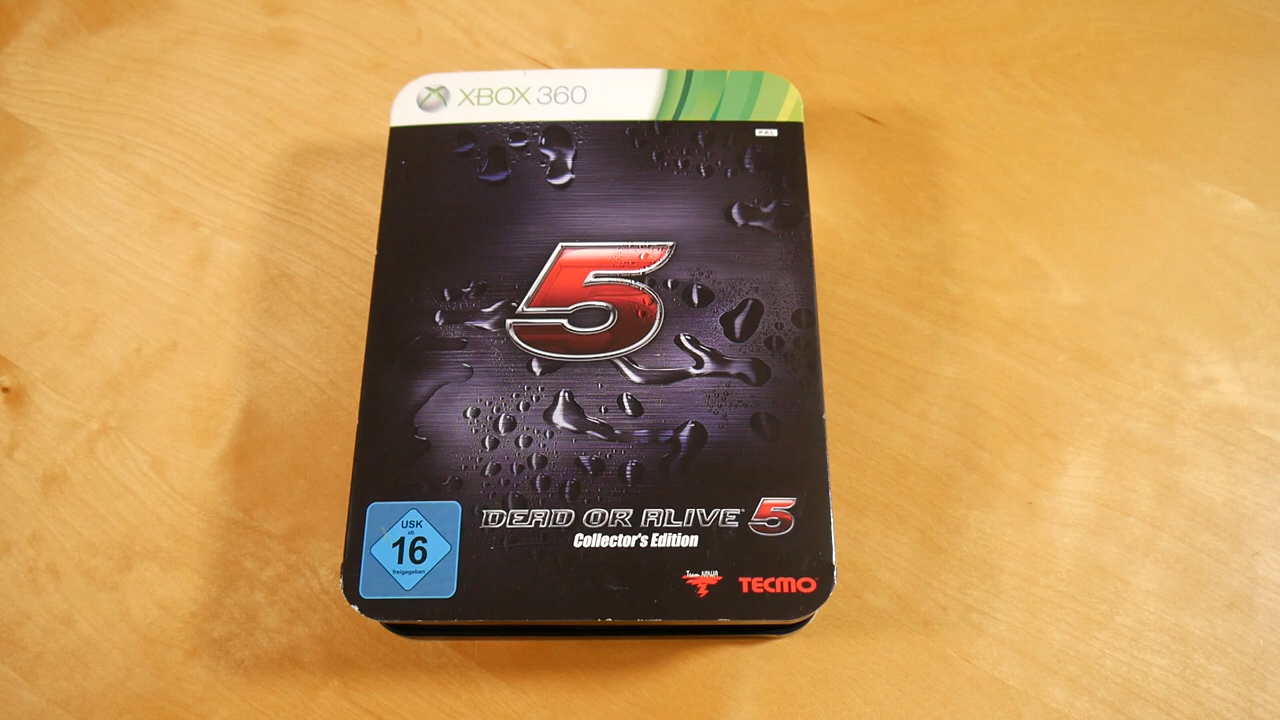 XBOX 360
PAL
5
DEAD OR ALIVE 5
Collector's Edition
USK
ab
16
freigegeben
Team NINJA
TECMO